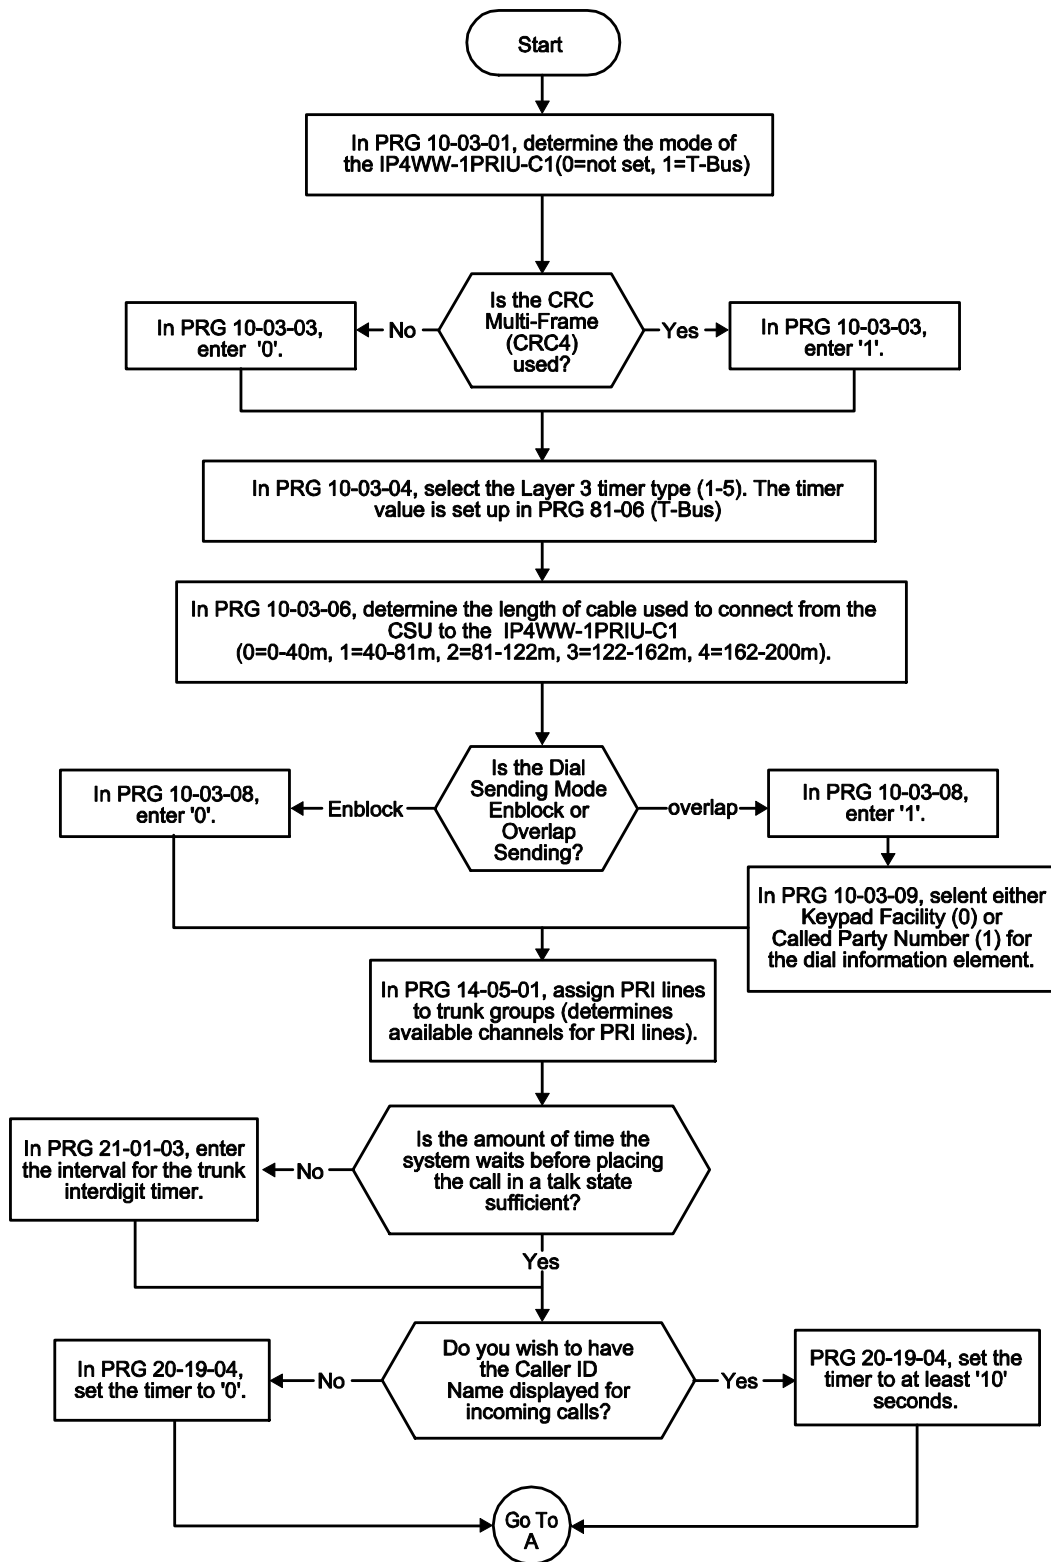 Start
In PRG 10-03-01, determine the mode of
the IP4WW-1PRIU-C1(0=not set, 1=T-Bus)
Is the CRC
Multi-Frame
(CRC4)
used?
No
Yes
In PRG 10-03-03,
enter '0'.
In PRG 10-03-03,
enter '1'.
In PRG 10-03-04, select the Layer 3 timer type (1-5). The timer
value is set up in PRG 81-06 (T-Bus)
In PRG 10-03-06, determine the length of cable used to connect from the
CSU to the IP4WW-1PRIU-C1
(0=0-40m, 1=40-81m, 2=81-122m, 3=122-162m, 4=162-200m).
Is the Dial
Sending Mode
Enblock or
Overlap
Sending?
Enblock
overlap
In PRG 10-03-08,
enter '0'.
In PRG 10-03-08,
enter '1'.
In PRG 10-03-09, selent either
Keypad Facility (0) or
Called Party Number (1) for
the dial information element.
In PRG 14-05-01, assign PRI lines
to trunk groups (determines
available channels for PRI lines).
Is the amount of time the
system waits before placing
the call in a talk state
sufficient?
No
In PRG 21-01-03, enter
the interval for the trunk
interdigit timer.
Yes
Do you wish to have
the Caller ID
Name displayed for
incoming calls?
No
Yes
In PRG 20-19-04,
set the timer to '0'.
PRG 20-19-04, set the
timer to at least '10'
seconds.
Go To
A